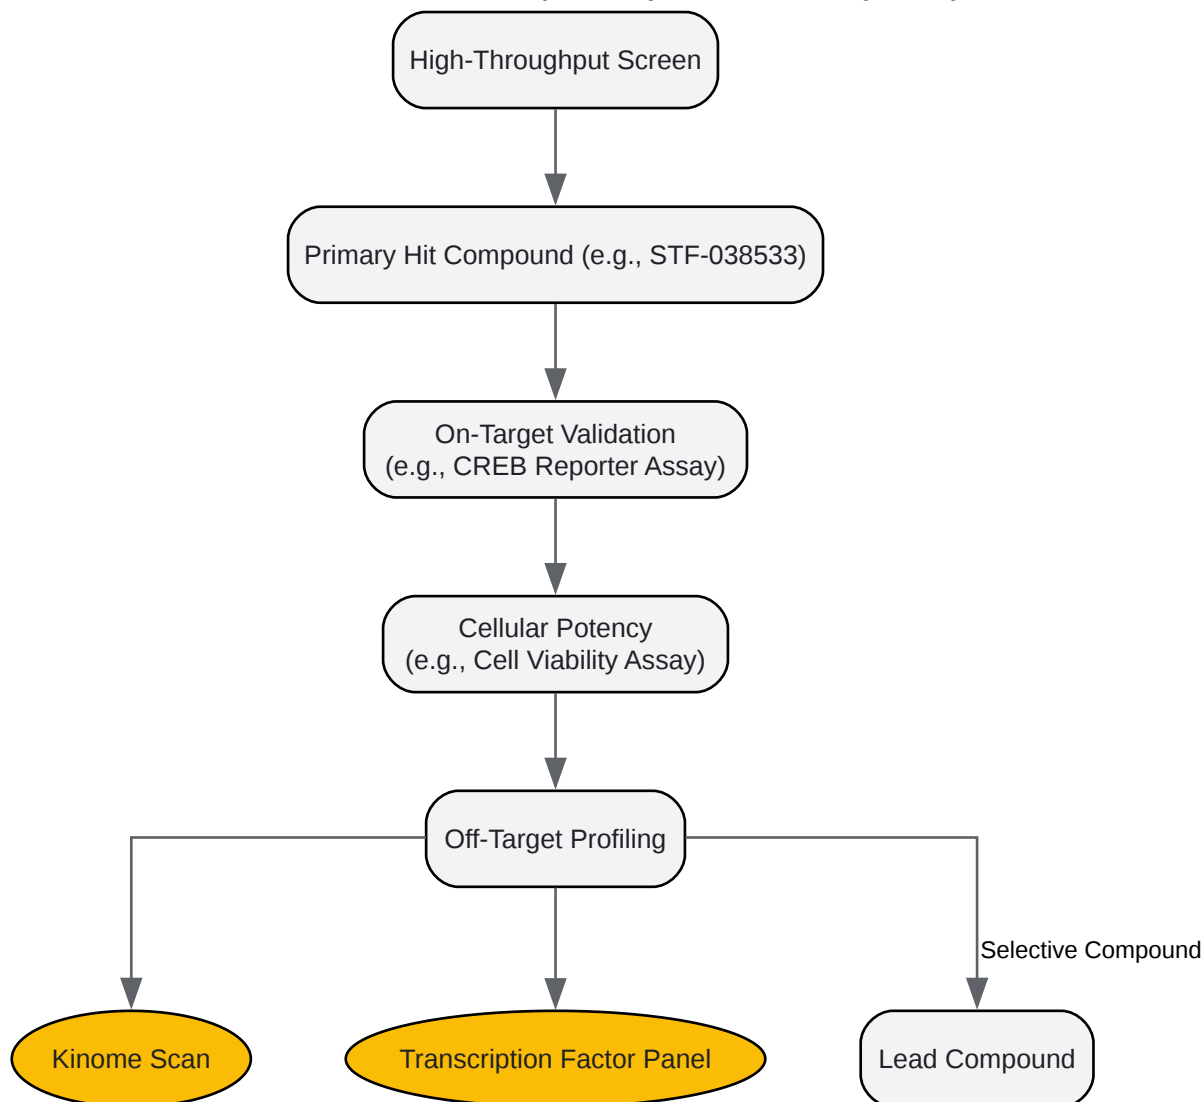 High-Throughput Screen
Primary Hit Compound (e.g., STF-038533)
On-Target Validation
(e.g., CREB Reporter Assay)
Cellular Potency
(e.g., Cell Viability Assay)
Off-Target Profiling
Selective Compound
Kinome Scan
Transcription Factor Panel
Lead Compound